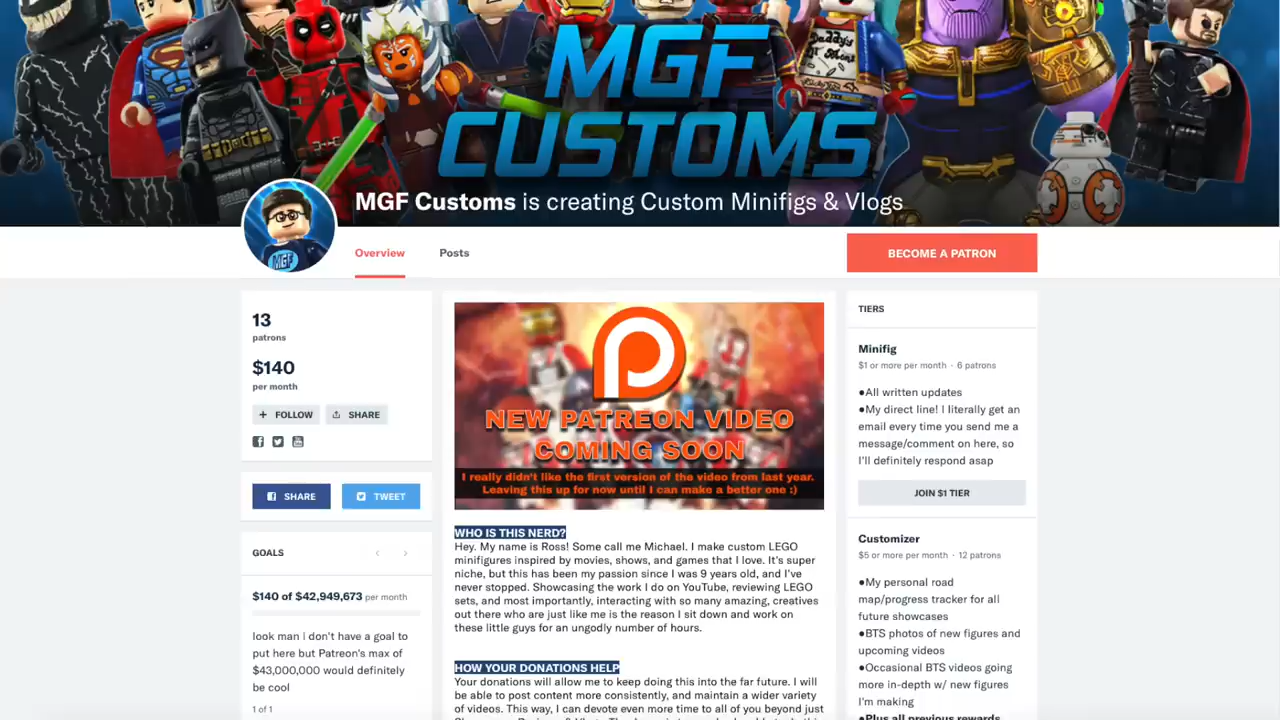 MGF
CUSTOMS
MGF Customs is creating Custom Minifigs & Vlogs
MGF
Overview
Posts
BECOME A PATRON
13
patrons
$140
per month
+ FOLLOW
SHARE
SHARE
TWEET
GOALS
$140 of $42,949,673 per month
look man i don't have a goal to
put here but Patreon's max of
$43,000,000 would definitely
be cool
1 of 1
NEW PATREON VIDEO
COMING SOON
I really didn't like the first version of the video from last year.
Leaving this up for now until I can make a better one :)
WHO IS THIS NERD?
Hey. My name is Ross! Some call me Michael. I make custom LEGO
minifigures inspired by movies, shows, and games that I love. It's super
niche, but this has been my passion since I was 9 years old, and I've
never stopped. Showcasing the work I do on YouTube, reviewing LEGO
sets, and most importantly, interacting with so many amazing, creatives
out there who are just like me is the reason I sit down and work on
these little guys for an ungodly number of hours.
HOW YOUR DONATIONS HELP
Your donations will allow me to keep doing this into the far future. I will
be able to post content more consistently, and maintain a wider variety
of videos. This way, I can devote even more time to all of you beyond just
TIERS
Minifig
$1 or more per month · 6 patrons
●All written updates
●My direct line! I literally get an
email every time you send me a
message/comment on here, so
I'll definitely respond asap
JOIN $1 TIER
Customizer
$5 or more per month · 12 patrons
●My personal road
map/progress tracker for all
future showcases
●BTS photos of new figures and
upcoming videos
●Occasional BTS videos going
more in-depth w/ new figures
I'm making
●Plus all previous rewards